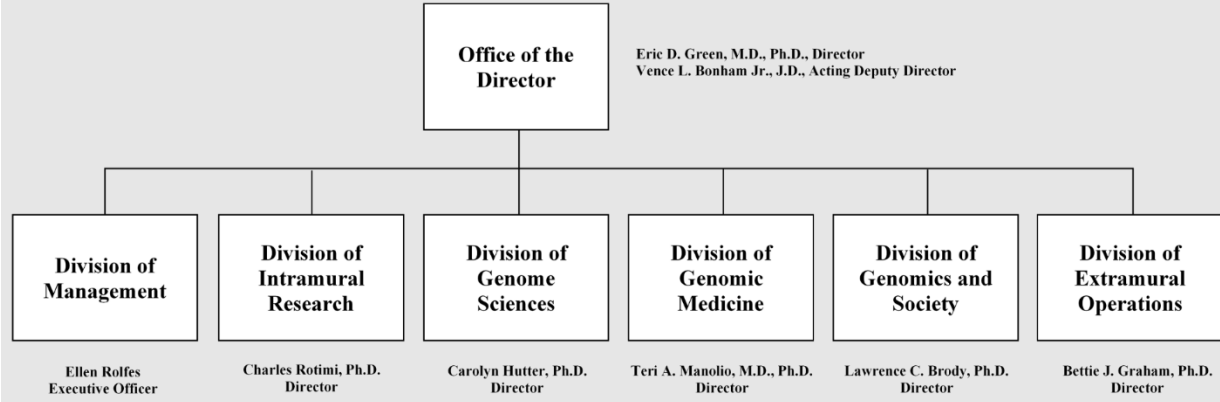 Office of the
Director
Eric D. Green, M.D., Ph.D., Director
Vence L. Bonham Jr., J.D., Acting Deputy Director
Division of
Management
Division of
Intramural
Research
Division of
Genome
Sciences
Division of
Genomic
Medicine
Division of
Genomics and
Society
Division of
Extramural
Operations
Ellen Rolfes
Executive Officer
Charles Rotimi, Ph.D.
Director
Carolyn Hutter, Ph.D.
Director
Teri A. Manolio, M.D., Ph.D.
Director
Lawrence C. Brody, Ph.D.
Director
Bettie J. Graham, Ph.D.
Director